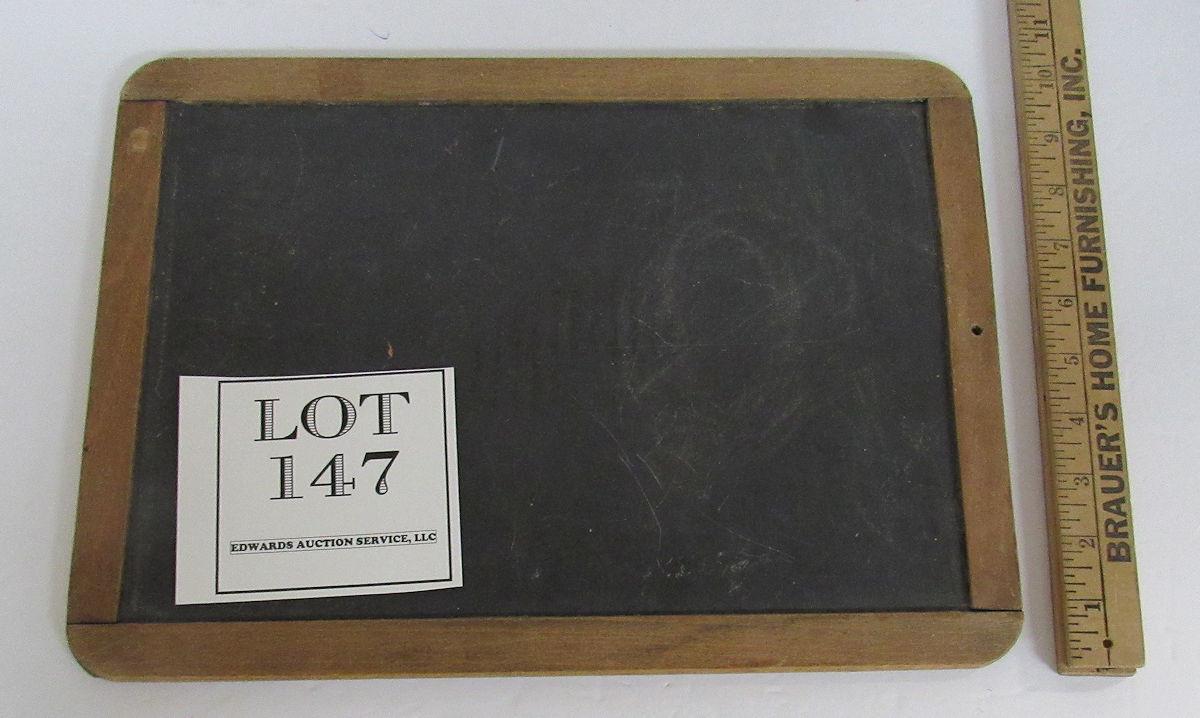 LOT
147
EDWARDS AUCTION SERVICE, LLC
BRAUER'S HOME FURNISHING, INC.
1 2 3 4 5 6 7 8 9 10 11